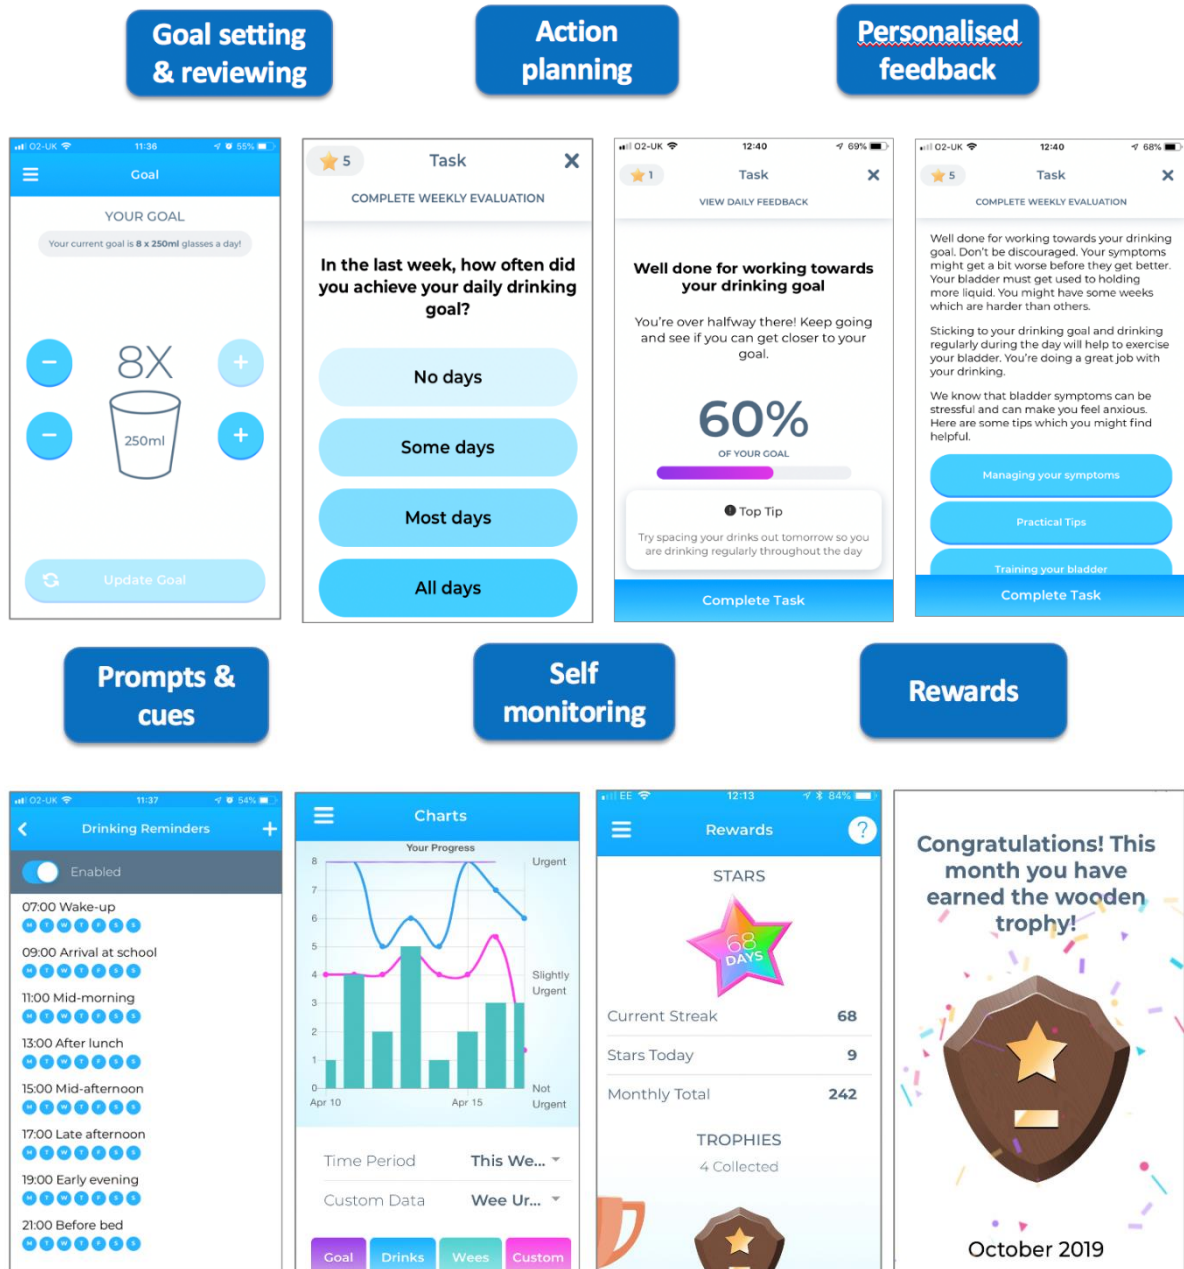 Goal setting
& reviewing
Action
planning
Personalised
feedback
O2-UK
11:36
55%
Goal
YOUR GOAL
Your current goal is 8 x 250ml glasses a day!
8X
250ml
Update Goal
5
Task
COMPLETE WEEKLY EVALUATION
In the last week, how often did
you achieve your daily drinking
goal?
No days
Some days
Most days
All days
O2-UK
12:40
69%
1
Task
VIEW DAILY FEEDBACK
Well done for working towards
your drinking goal
You're over halfway there! Keep going
and see if you can get closer to your
goal.
60%
OF YOUR GOAL
Top Tip
Try spacing your drinks out tomorrow so you
are drinking regularly throughout the day
Complete Task
O2-UK
12:40
68%
5
Task
COMPLETE WEEKLY EVALUATION
Well done for working towards your drinking
goal. Don't be discouraged. Your symptoms
might get a bit worse before they get better.
Your bladder must get used to holding
more liquid. You might have some weeks
which are harder than others.
Sticking to your drinking goal and drinking
regularly during the day will help to exercise
your bladder. You're doing a great job with
your drinking.
We know that bladder symptoms can be
stressful and can make you feel anxious.
Here are some tips which you might find
helpful.
Managing your symptoms
Practical Tips
Training your bladder
Complete Task
Prompts &
cues
Self
monitoring
Rewards
O2-UK
11:37
54%
Drinking Reminders
Enabled
07:00 Wake-up
M T W T F S S
09:00 Arrival at school
M T W T F S S
11:00 Mid-morning
M T W T F S S
13:00 After lunch
M T W T F S S
15:00 Mid-afternoon
M T W T F S S
17:00 Late afternoon
M T W T F S S
19:00 Early evening
M T W T F S S
21:00 Before bed
M T W T F S S
Charts
Your Progress
8 Urgent
7
6
5
4 Slightly
Urgent
3
2
1
0 Not
Urgent
Apr 10 Apr 15
Time Period This We...
Custom Data Wee Ur...
Goal Drinks Wees Custom
EE
12:13
84%
Rewards
?
STARS
68
DAYS
Current Streak 68
Stars Today 9
Monthly Total 242
TROPHIES
4 Collected
Congratulations! This
month you have
earned the wooden
trophy!
October 2019